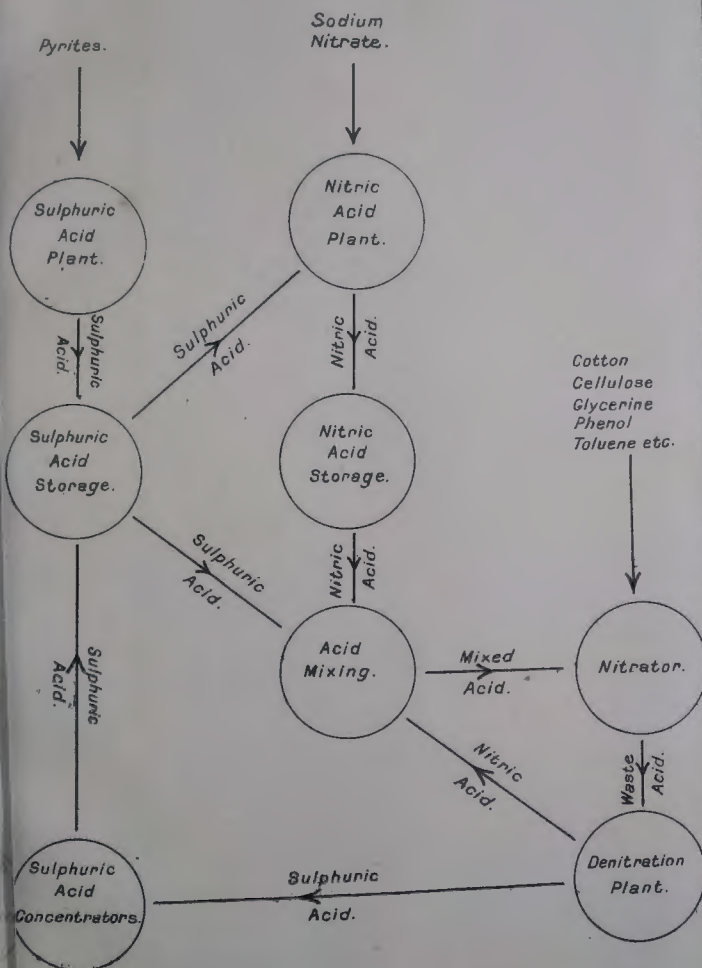 Pyrites.
Sodium
Nitrate.
Sulphuric
Acid
Plant.
Nitric
Acid
Plant.
Sulphuric
Acid.
Sulphuric
Acid.
Nitric
Acid.
Cotton
Cellulose
Glycerine
Phenol
Toluene etc.
Sulphuric
Acid
Storage.
Nitric
Acid
Storage.
Sulphuric
Acid.
Nitric
Acid.
Acid
Mixing.
Mixed
Acid.
Nitrator.
Sulphuric
Acid.
Nitric
Acid.
Waste
Acid.
Sulphuric
Acid
Concentrators.
Sulphuric
Acid.
Denitration
Plant.